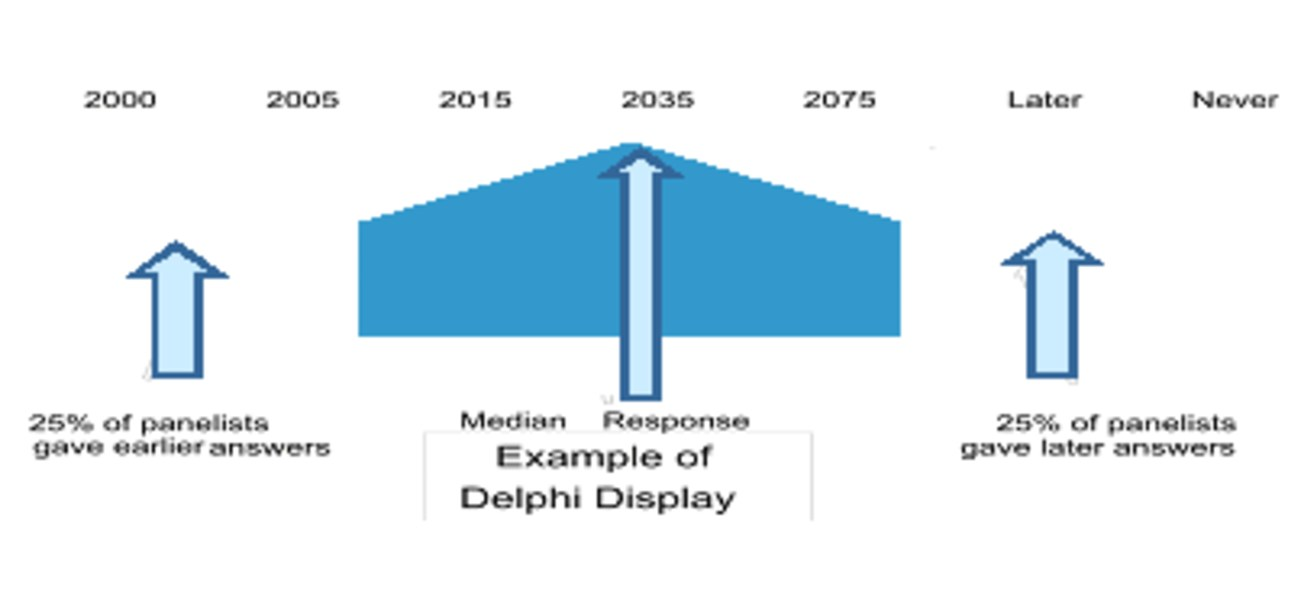 2000 2005 2015 2035 2075 Later Never
25% of panelists
gave earlier answers
Median Response
25% of panelists
gave later answers
Example of
Delphi Display